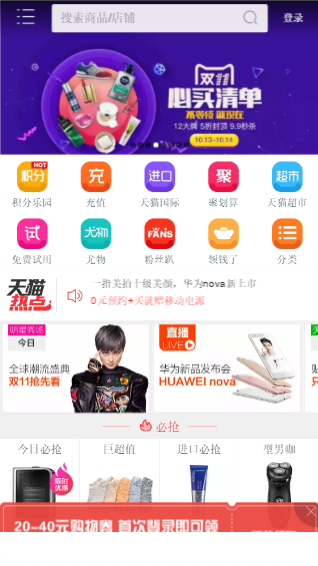 搜索商品/店铺
登录
双11
必买清单
不等待 就现在
12大牌 5折封顶 9.9秒杀
10.13-10.14
积分 HOT
充
进口
聚
超市
积分乐园
充值
天猫国际
聚划算
天猫超市
试
尤物
FANS
免费试用
尤物
粉丝趴
领钱了
分类
天猫热点
一指美拍十级美颜，华为nova新上市
0元预约+买就赠移动电源
明星秀场
今日
全球潮流盛典
双11抢先看
直播
LIVE
华为新品发布会
HUAWEI nova
必抢
今日必抢
巨超值
进口必抢
型男咖
限时优惠
20-40元购物券 首次登录即可领